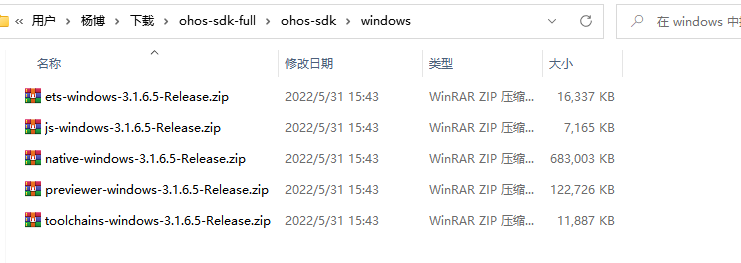 « 用户 > 杨博 > 下载 > ohos-sdk-full > ohos-sdk > windows
在 windows 中
名称 修改日期 类型 大小
ets-windows-3.1.6.5-Release.zip 2022/5/31 15:43 WinRAR ZIP 压缩... 16,337 KB
js-windows-3.1.6.5-Release.zip 2022/5/31 15:43 WinRAR ZIP 压缩... 7,165 KB
native-windows-3.1.6.5-Release.zip 2022/5/31 15:43 WinRAR ZIP 压缩... 683,003 KB
previewer-windows-3.1.6.5-Release.zip 2022/5/31 15:43 WinRAR ZIP 压缩... 122,726 KB
toolchains-windows-3.1.6.5-Release.zip 2022/5/31 15:43 WinRAR ZIP 压缩... 11,887 KB